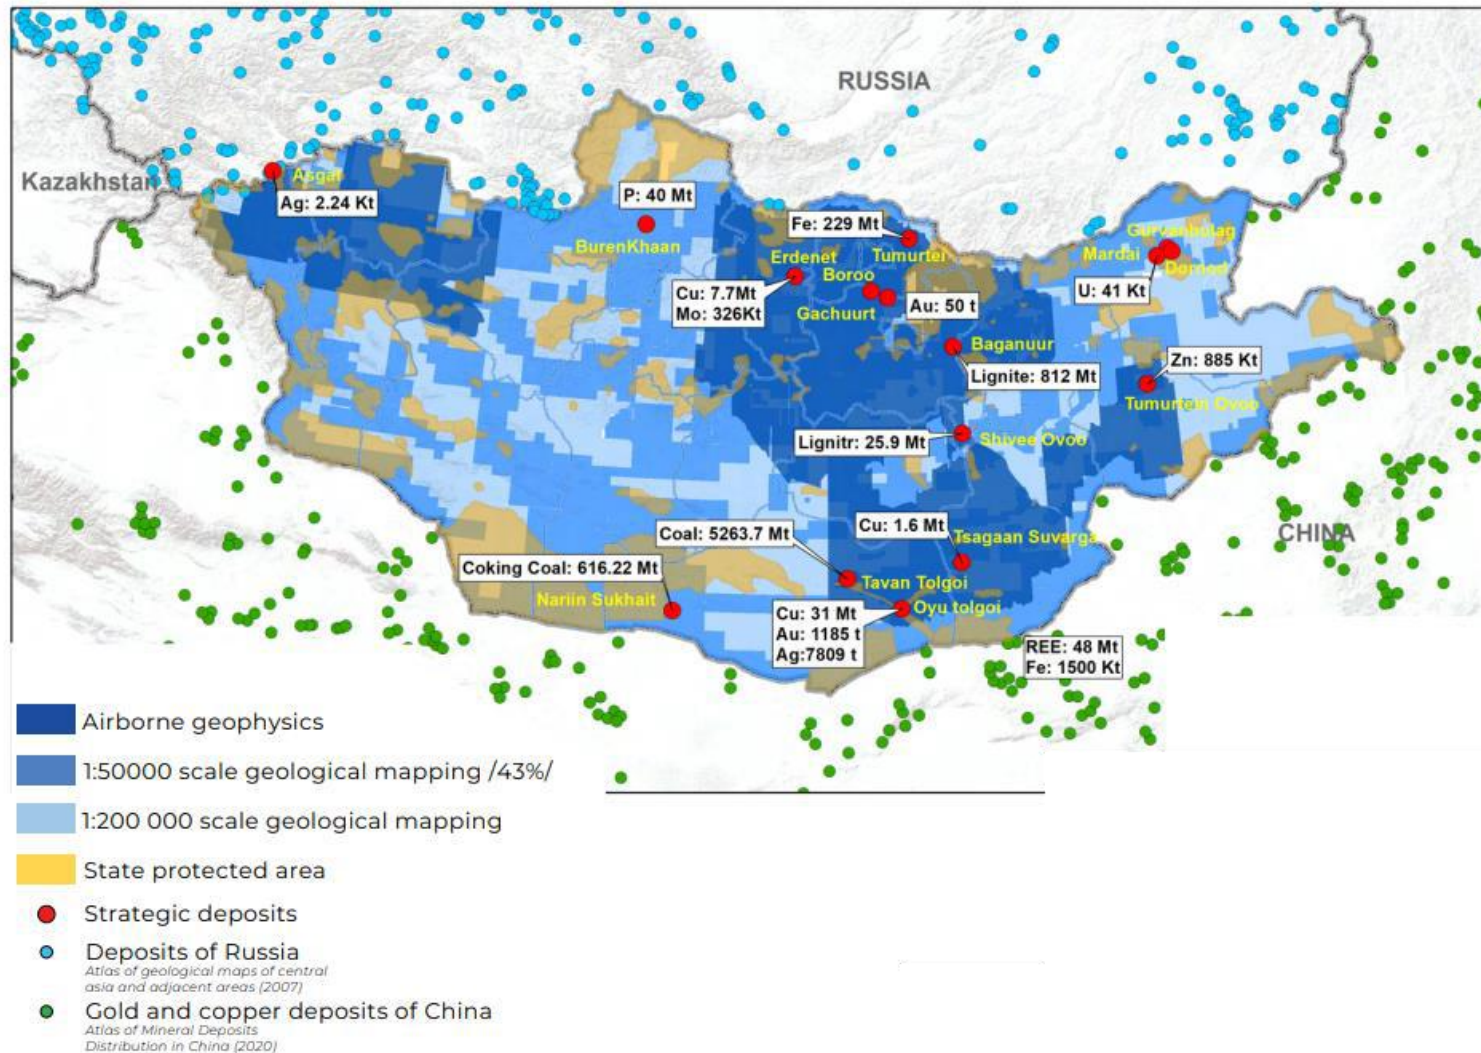 RUSSIA
Kazakhstan
Asgat
Ag: 2.24 Kt
P: 40 Mt
BurenKhaan
Fe: 229 Mt
Tumurtei
Erdenet
Cu: 7.7Mt
Mo: 326Kt
Boroo
Gachuurt
Au: 50 t
Gurvanbulag
Mardai
Dornod
U: 41 Kt
Baganuur
Lignite: 812 Mt
Zn: 885 Kt
Tumurtein Ovoo
Lignitr: 25.9 Mt
Shivee Ovoo
Cu: 1.6 Mt
Tsagaan Suvarga
CHINA
Coal: 5263.7 Mt
Tavan Tolgoi
Coking Coal: 616.22 Mt
Nariin Sukhait
Oyu tolgoi
Cu: 31 Mt
Au: 1185 t
Ag:7809 t
REE: 48 Mt
Fe: 1500 Kt
Airborne geophysics
1:50000 scale geological mapping /43%/
1:200 000 scale geological mapping
State protected area
Strategic deposits
Deposits of Russia
Atlas of geological maps of central
asia and adjacent areas (2007)
Gold and copper deposits of China
Atlas of Mineral Deposits
Distribution in China (2020)